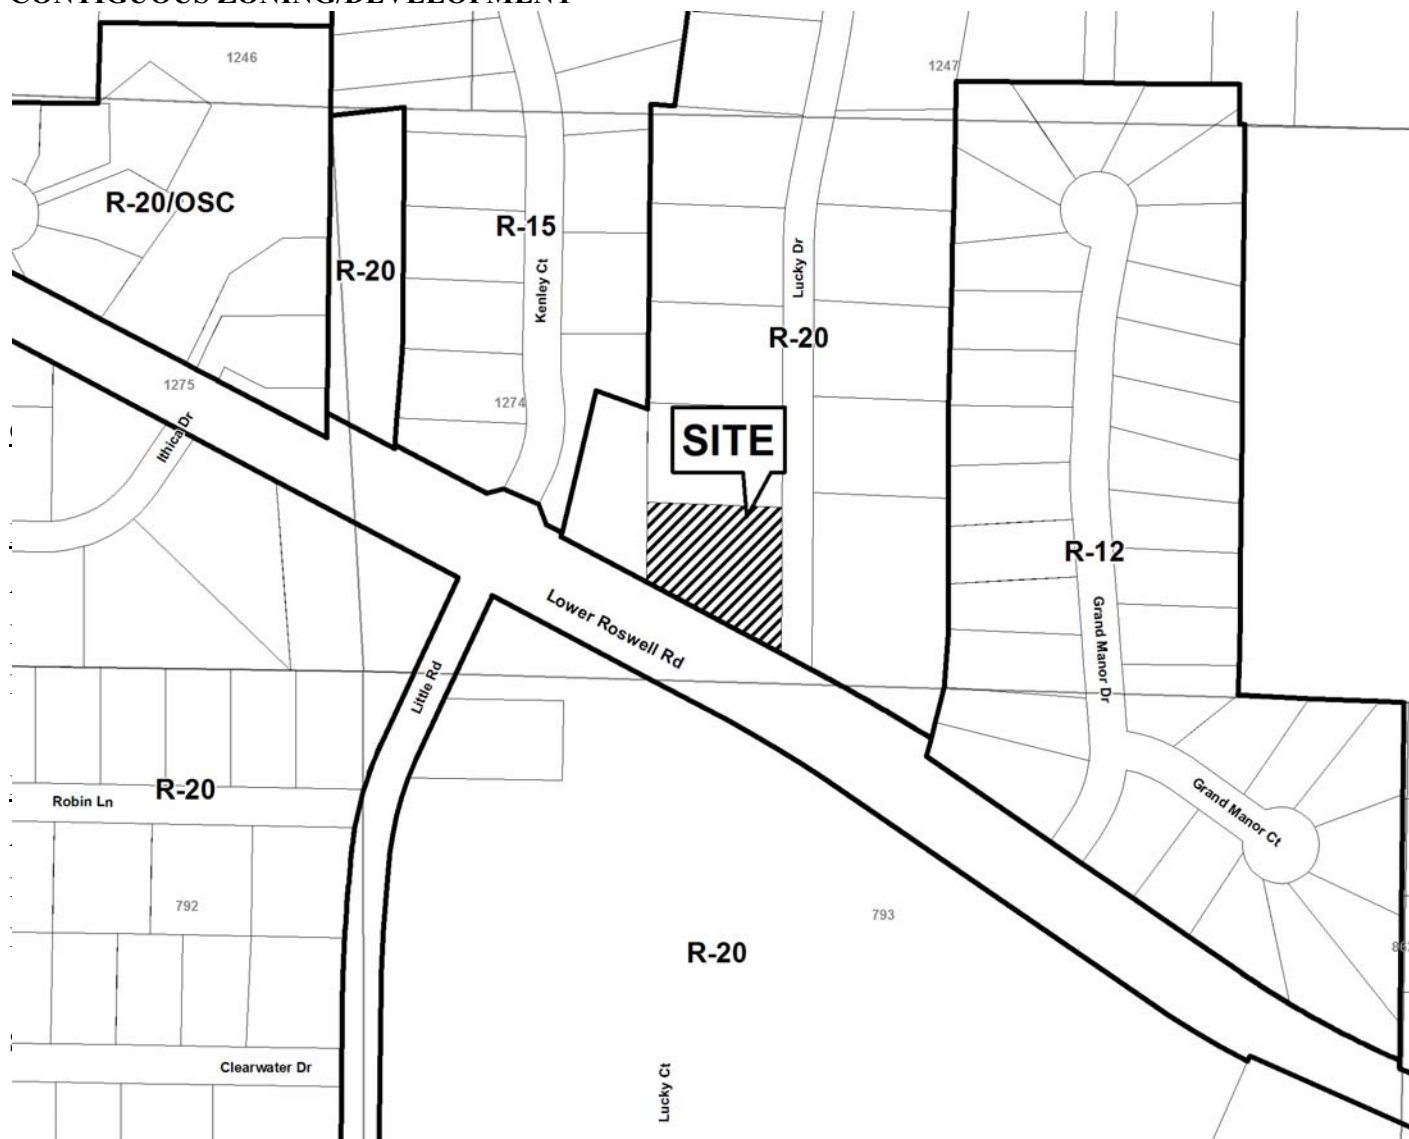 CONTIGUOUS ZONING/DEVELOPMENT
1246
1247
R-20/OSC
R-15
R-20
Kenley Ct
Lucky Dr
R-20
1275
1274
Ithica Dr
SITE
R-12
Lower Roswell Rd
Grand Manor Dr
Little Rd
Robin Ln
R-20
Grand Manor Ct
792
793
R-20
Clearwater Dr
Lucky Ct